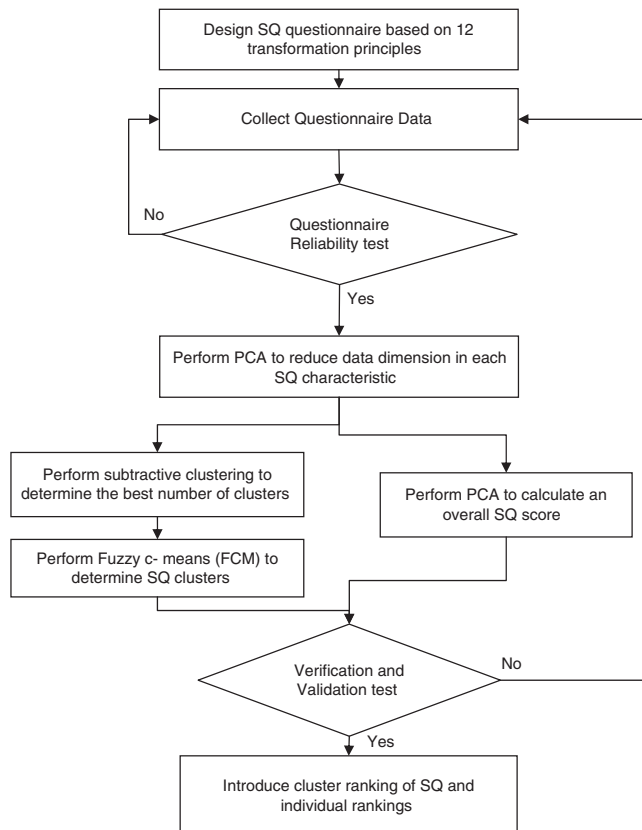 Design SQ questionnaire based on 12
transformation principles
Collect Questionnaire Data
No
Questionnaire
Reliability test
Yes
Perform PCA to reduce data dimension in each
SQ characteristic
Perform subtractive clustering to
determine the best number of clusters
Perform PCA to calculate an
overall SQ score
Perform Fuzzy c- means (FCM) to
determine SQ clusters
Verification and
Validation test
No
Yes
Introduce cluster ranking of SQ and
individual rankings